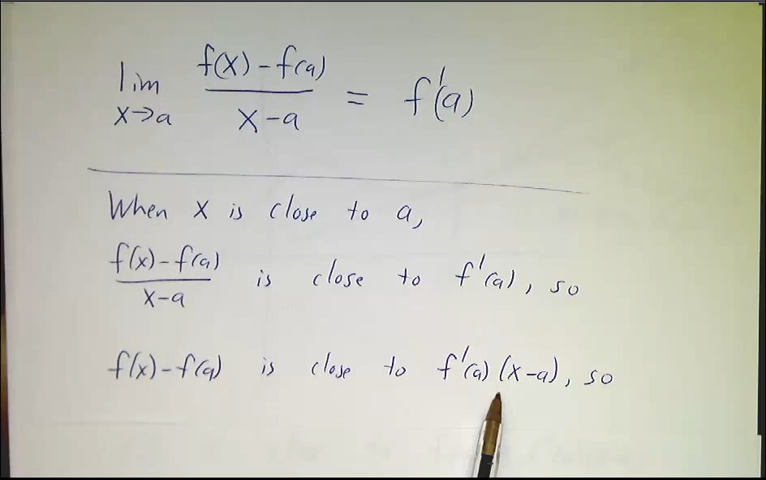 lim x→a (f(x) - f(a))/(x - a) = f'(a)
When x is close to a,
(f(x) - f(a))/(x - a) is close to f'(a), so
f(x) - f(a) is close to f'(a)(x - a), so